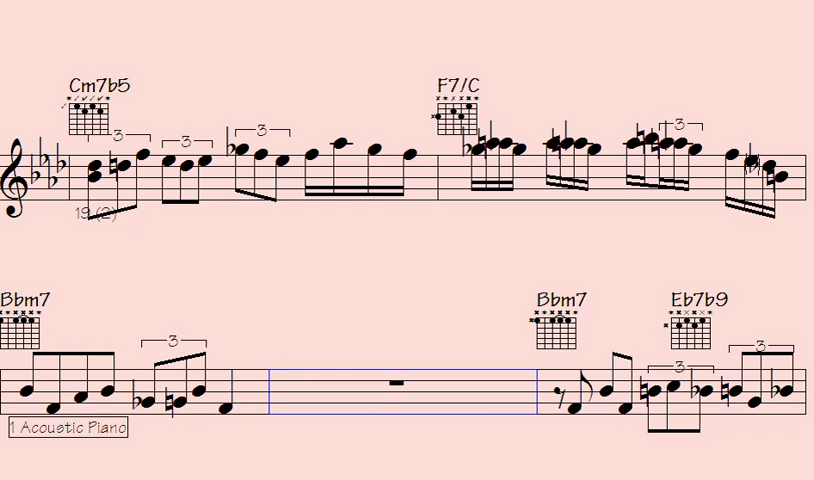 Cm7b5 F7/C
3 3 3 3
19 (2)
Bbm7 Bbm7 Eb7b9
3 3 3
1 Acoustic Piano